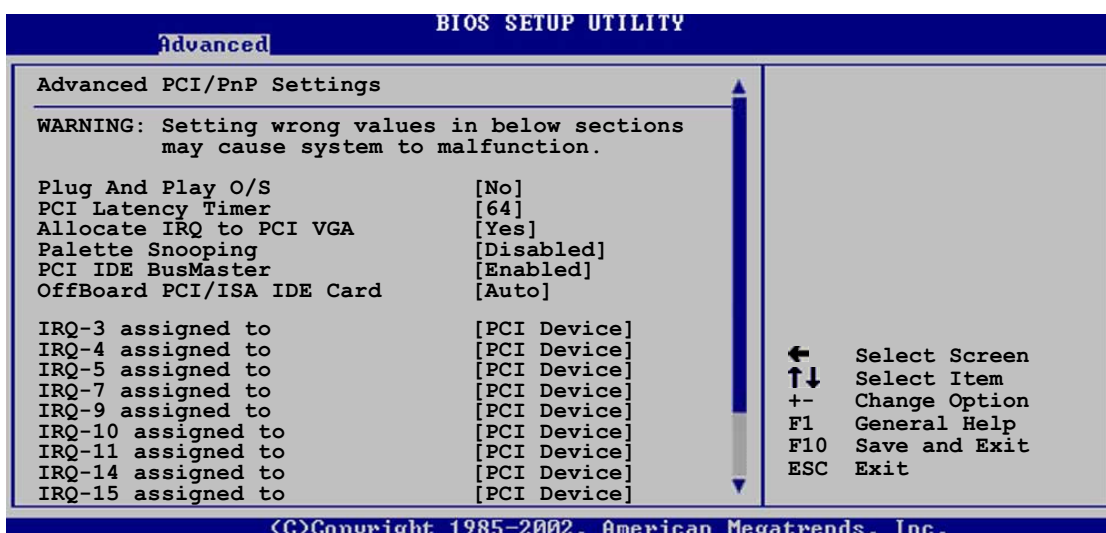 BIOS SETUP UTILITY
Advanced
Advanced PCI/PnP Settings
WARNING: Setting wrong values in below sections
may cause system to malfunction.
Plug And Play O/S [No]
PCI Latency Timer [64]
Allocate IRQ to PCI VGA [Yes]
Palette Snooping [Disabled]
PCI IDE BusMaster [Enabled]
OffBoard PCI/ISA IDE Card [Auto]
IRQ-3 assigned to [PCI Device]
IRQ-4 assigned to [PCI Device]
IRQ-5 assigned to [PCI Device]
IRQ-7 assigned to [PCI Device]
IRQ-9 assigned to [PCI Device]
IRQ-10 assigned to [PCI Device]
IRQ-11 assigned to [PCI Device]
IRQ-14 assigned to [PCI Device]
IRQ-15 assigned to [PCI Device]
← Select Screen
↑↓ Select Item
+- Change Option
F1 General Help
F10 Save and Exit
ESC Exit
(C)Copyright 1985-2002, American Megatrends, Inc.